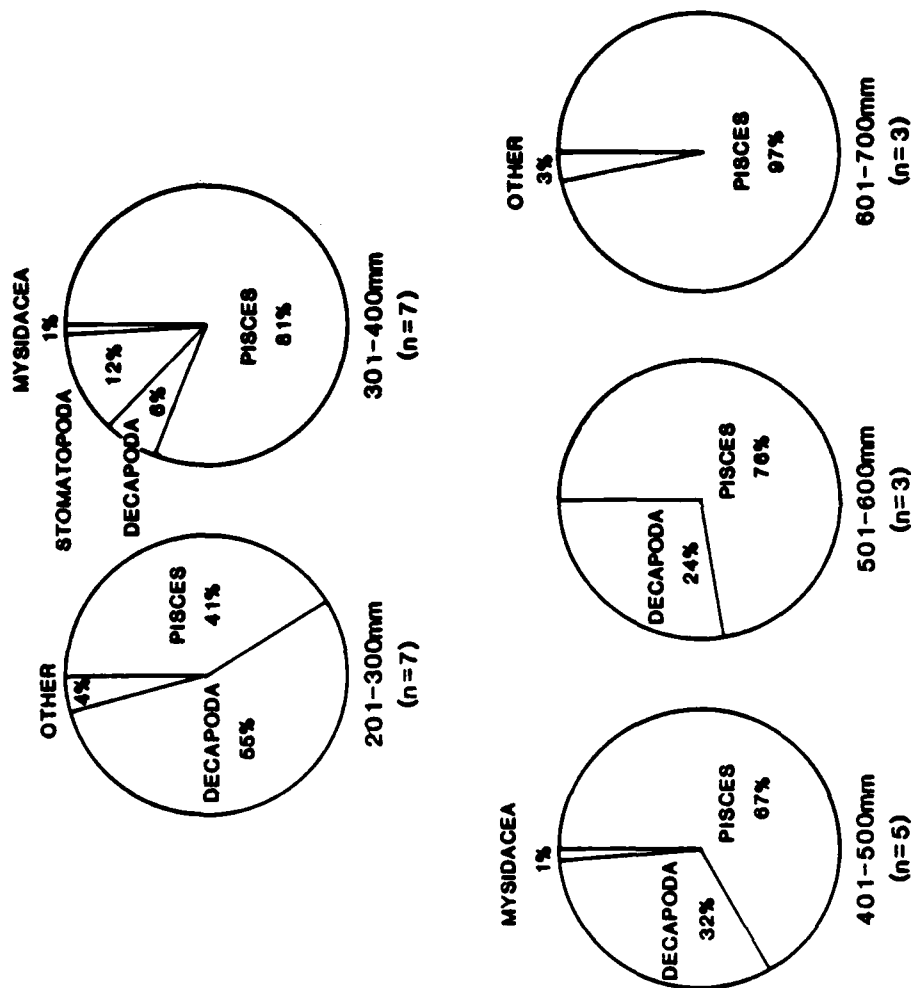 OTHER
4%
PISCES
41%
DECAPODA
55%
201-300mm
(n=7)
MYSIDACEA
1%
STOMATOPODA
12%
DECAPODA
6%
PISCES
81%
301-400mm
(n=7)
MYSIDACEA
1%
DECAPODA
32%
PISCES
67%
401-500mm
(n=5)
DECAPODA
24%
PISCES
76%
501-600mm
(n=3)
OTHER
3%
PISCES
97%
601-700mm
(n=3)